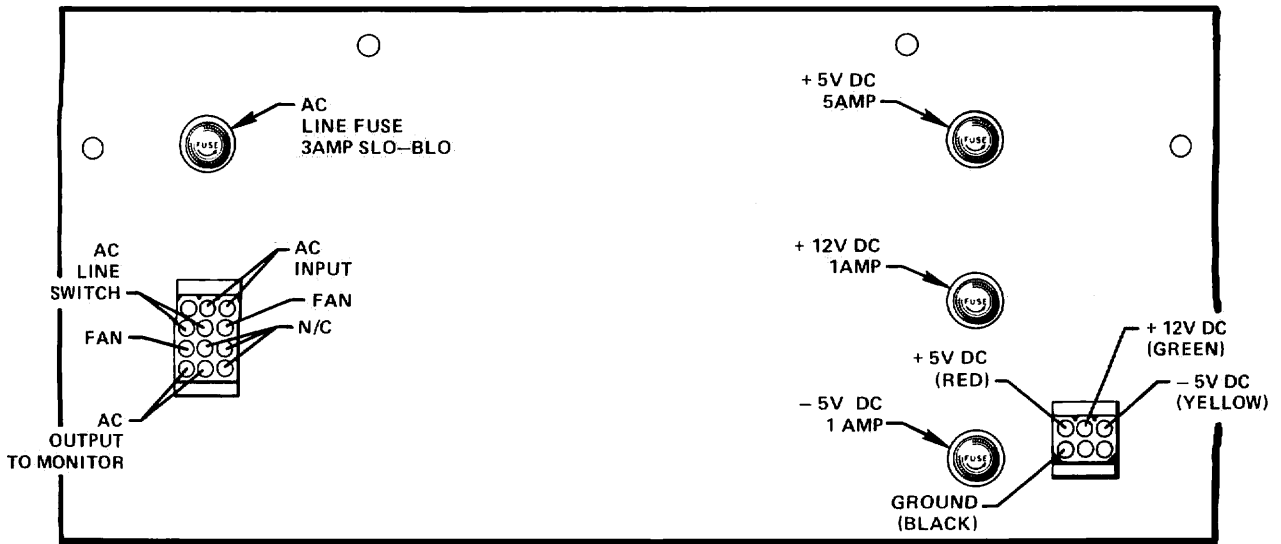 AC
LINE FUSE
3AMP SLO–BLO
FUSE
+ 5V DC
5AMP
FUSE
AC
LINE
SWITCH
AC
INPUT
FAN
N/C
FAN
AC
OUTPUT
TO MONITOR
+ 12V DC
1AMP
FUSE
+ 12V DC
(GREEN)
+ 5V DC
(RED)
– 5V DC
(YELLOW)
– 5V DC
1 AMP
FUSE
GROUND
(BLACK)